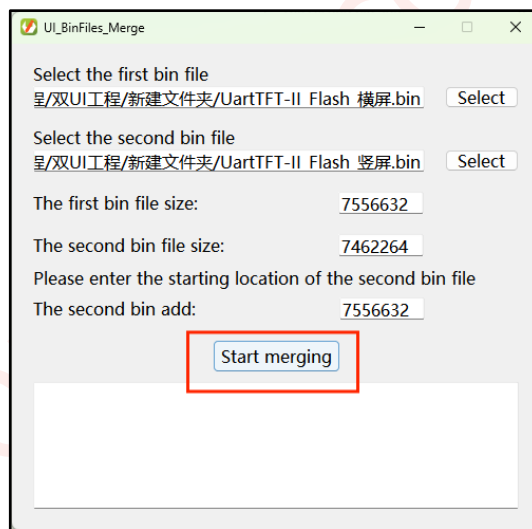 UI_BinFiles_Merge
Select the first bin file
程/双UI工程/新建文件夹/UartTFT-II_Flash_横屏.bin
Select
Select the second bin file
程/双UI工程/新建文件夹/UartTFT-II_Flash_竖屏.bin
Select
The first bin file size:
7556632
The second bin file size:
7462264
Please enter the starting location of the second bin file
The second bin add:
7556632
Start merging